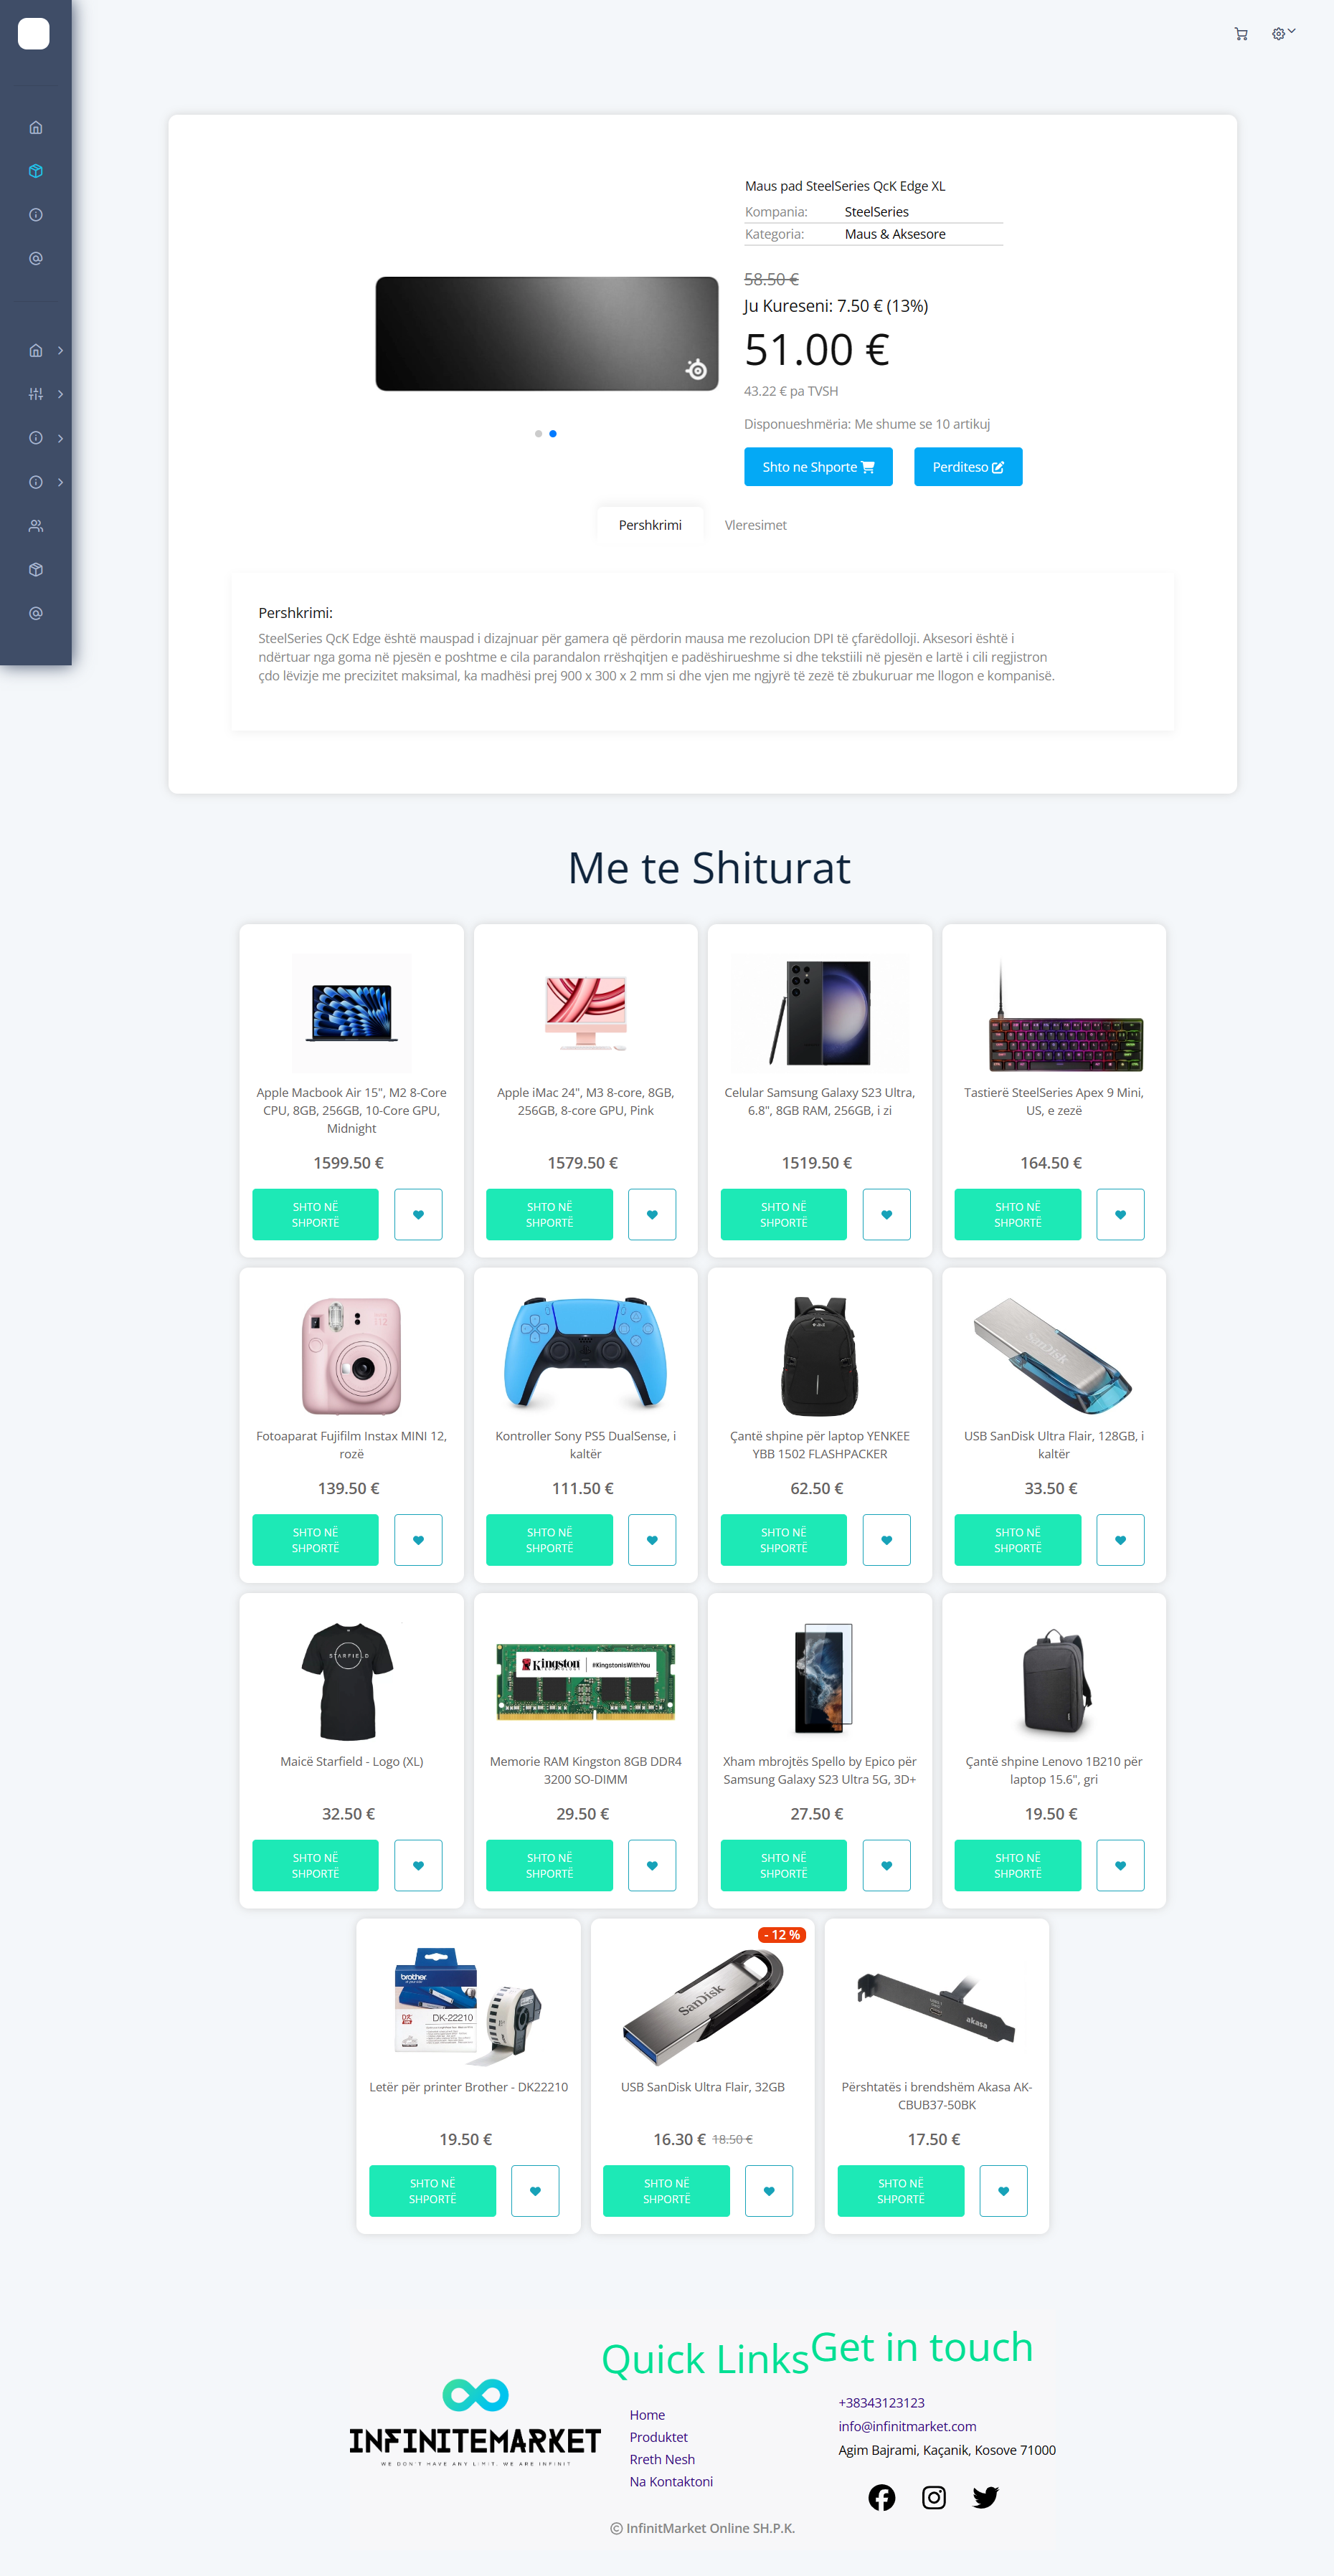 Maus pad SteelSeries QcK Edge XL
Kompania: SteelSeries
Kategoria: Maus & Aksesore
58.50 €
Ju Kureseni: 7.50 € (13%)
51.00 €
43.22 € pa TVSH
Disponueshmëria: Me shume se 10 artikuj
Shto ne Shporte
Perditeso
Pershkrimi
Vleresimet
Pershkrimi:
SteelSeries QcK Edge është mauspad i dizajnuar për gamera që përdorin mausa me rezolucion DPI të çfarëdolloji. Aksesori është i
ndërtuar nga goma në pjesën e poshtme e cila parandalon rrëshqitjen e padëshirueshme si dhe tekstiili në pjesën e lartë i cili regjistron
çdo lëvizje me precizitet maksimal, ka madhësi prej 900 x 300 x 2 mm si dhe vjen me ngjyrë të zezë të zbukuruar me llogon e kompanisë.
Me te Shiturat
Apple Macbook Air 15", M2 8-Core
CPU, 8GB, 256GB, 10-Core GPU,
Midnight
1599.50 €
SHTO NË
SHPORTË
Apple iMac 24", M3 8-core, 8GB,
256GB, 8-core GPU, Pink
1579.50 €
SHTO NË
SHPORTË
Celular Samsung Galaxy S23 Ultra,
6.8", 8GB RAM, 256GB, i zi
1519.50 €
SHTO NË
SHPORTË
Tastierë SteelSeries Apex 9 Mini,
US, e zezë
164.50 €
SHTO NË
SHPORTË
Fotoaparat Fujifilm Instax MINI 12,
rozë
139.50 €
SHTO NË
SHPORTË
Kontroller Sony PS5 DualSense, i
kaltër
111.50 €
SHTO NË
SHPORTË
Çantë shpine për laptop YENKEE
YBB 1502 FLASHPACKER
62.50 €
SHTO NË
SHPORTË
SanDisk
USB SanDisk Ultra Flair, 128GB, i
kaltër
33.50 €
SHTO NË
SHPORTË
STARFIELD
Maicë Starfield - Logo (XL)
32.50 €
SHTO NË
SHPORTË
Kingston
#KingstonIsWithYou
Memorie RAM Kingston 8GB DDR4
3200 SO-DIMM
29.50 €
SHTO NË
SHPORTË
Xham mbrojtës Spello by Epico për
Samsung Galaxy S23 Ultra 5G, 3D+
27.50 €
SHTO NË
SHPORTË
Çantë shpine Lenovo 1B210 për
laptop 15.6", gri
19.50 €
SHTO NË
SHPORTË
brother
DK-22210
Letër për printer Brother - DK22210
19.50 €
SHTO NË
SHPORTË
- 12 %
SanDisk
USB SanDisk Ultra Flair, 32GB
16.30 € 18.50 €
SHTO NË
SHPORTË
akasa
Përshtatës i brendshëm Akasa AK-
CBUB37-50BK
17.50 €
SHTO NË
SHPORTË
INFINITEMARKET
WE DON'T HAVE ANY LIMIT, WE ARE INFINIT
Quick Links
Home
Produktet
Rreth Nesh
Na Kontaktoni
Get in touch
+38343123123
info@infinitmarket.com
Agim Bajrami, Kaçanik, Kosove 71000
© InfinitMarket Online SH.P.K.